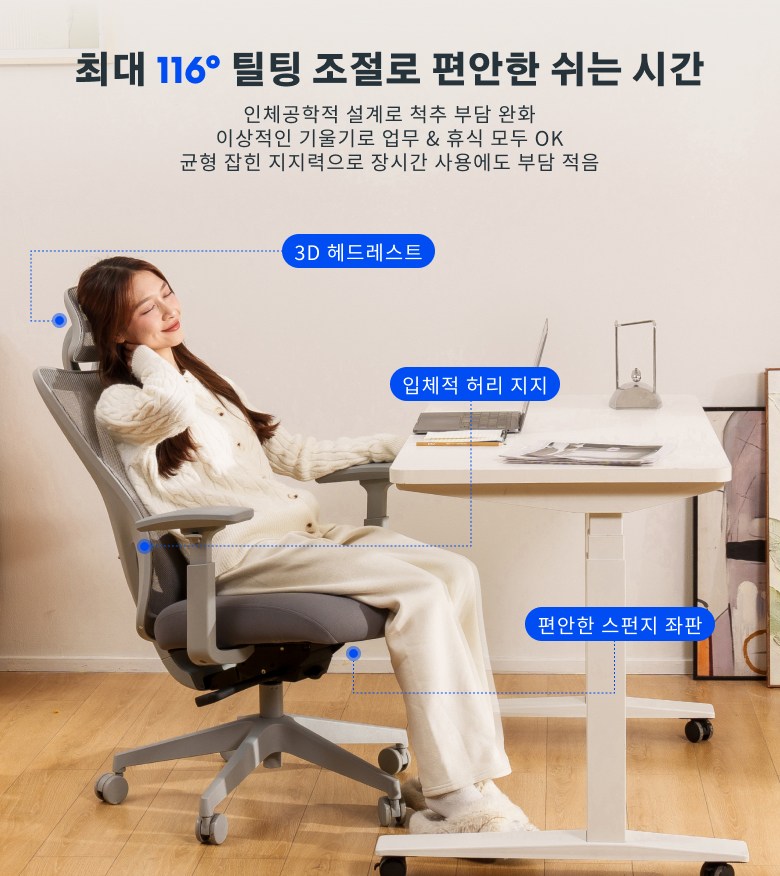 최대 116° 틸팅 조절로 편안한 쉬는 시간
인체공학적 설계로 척추 부담 완화
이상적인 기울기로 업무 & 휴식 모두 OK
균형 잡힌 지지력으로 장시간 사용에도 부담 적음
3D 헤드레스트
입체적 허리 지지
편안한 스펀지 좌판